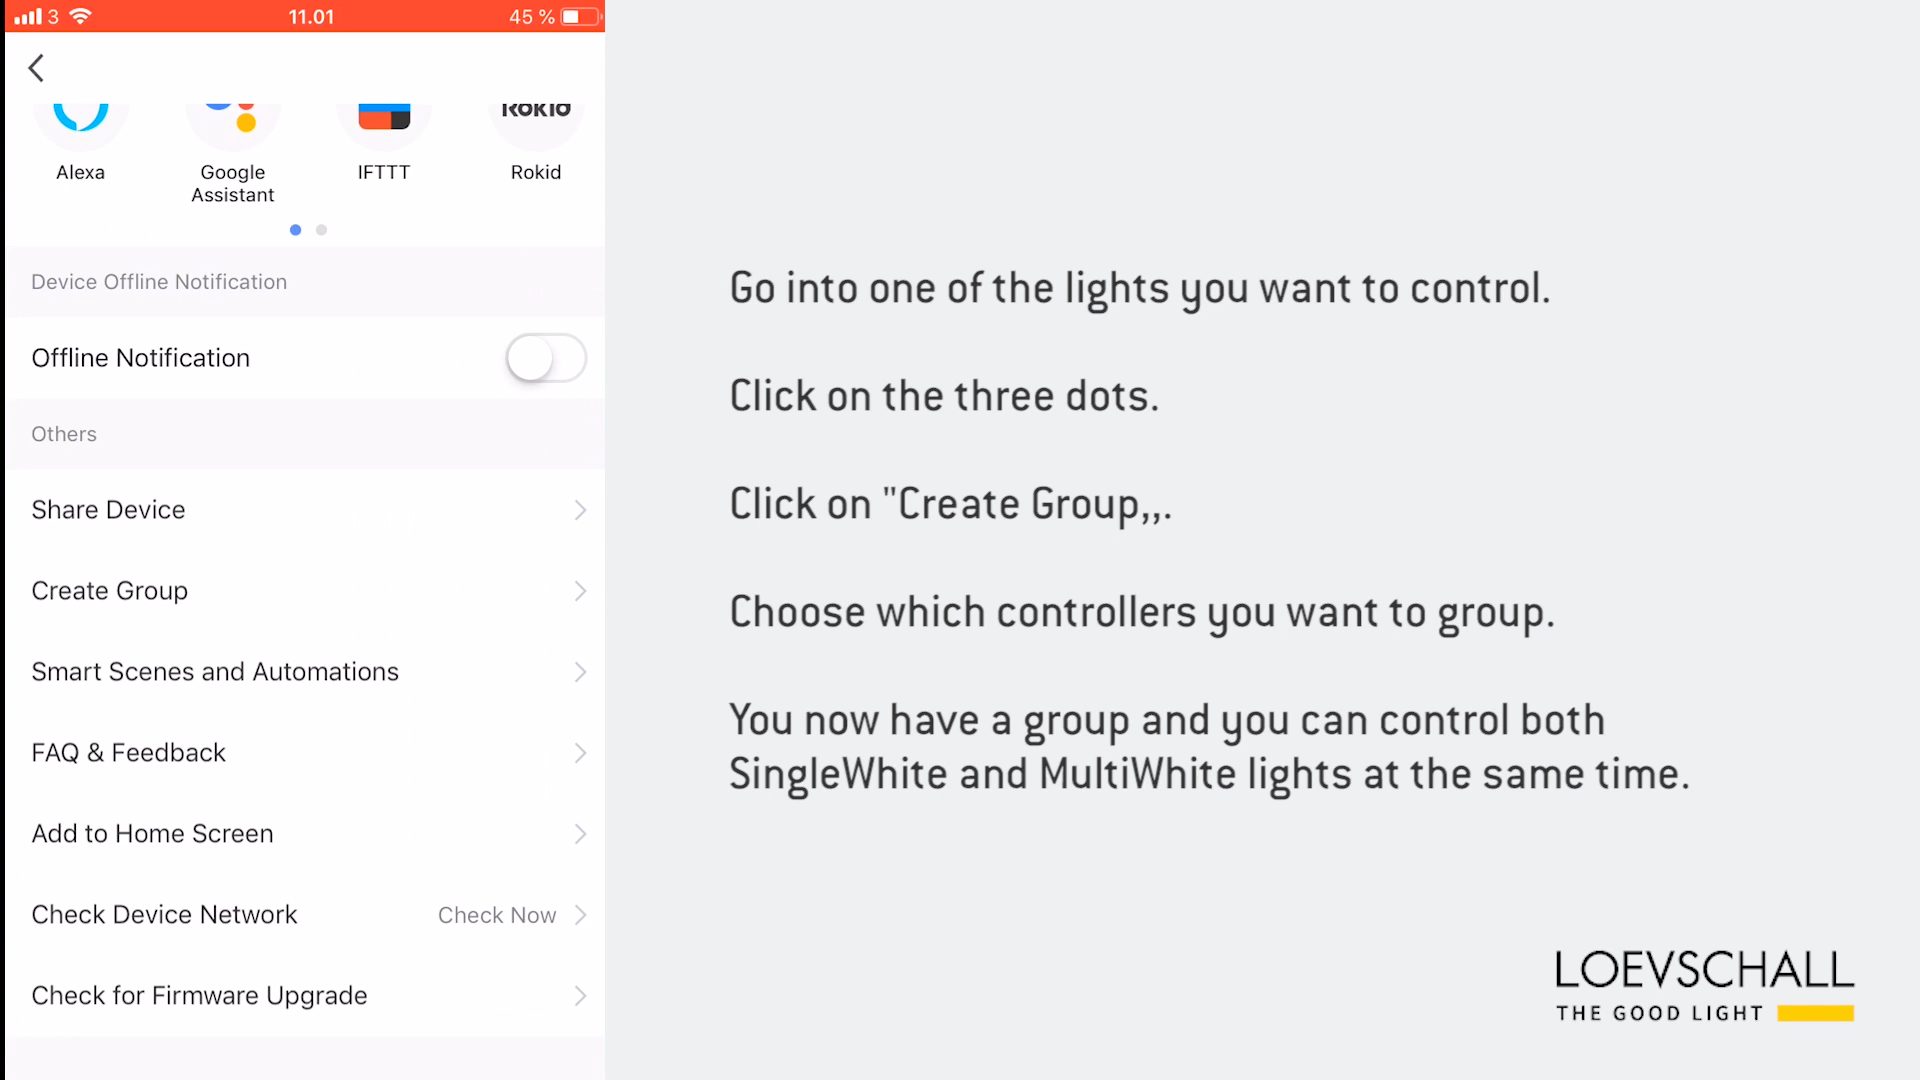 3
11.01
45 %
Rokid
Alexa
Google
Assistant
IFTTT
Rokid
Device Offline Notification
Offline Notification
Others
Share Device
Create Group
Smart Scenes and Automations
FAQ & Feedback
Add to Home Screen
Check Device Network
Check Now
Check for Firmware Upgrade
Go into one of the lights you want to control.
Click on the three dots.
Click on "Create Group,,.
Choose which controllers you want to group.
You now have a group and you can control both
SingleWhite and MultiWhite lights at the same time.
LOEVSCHALL
THE GOOD LIGHT